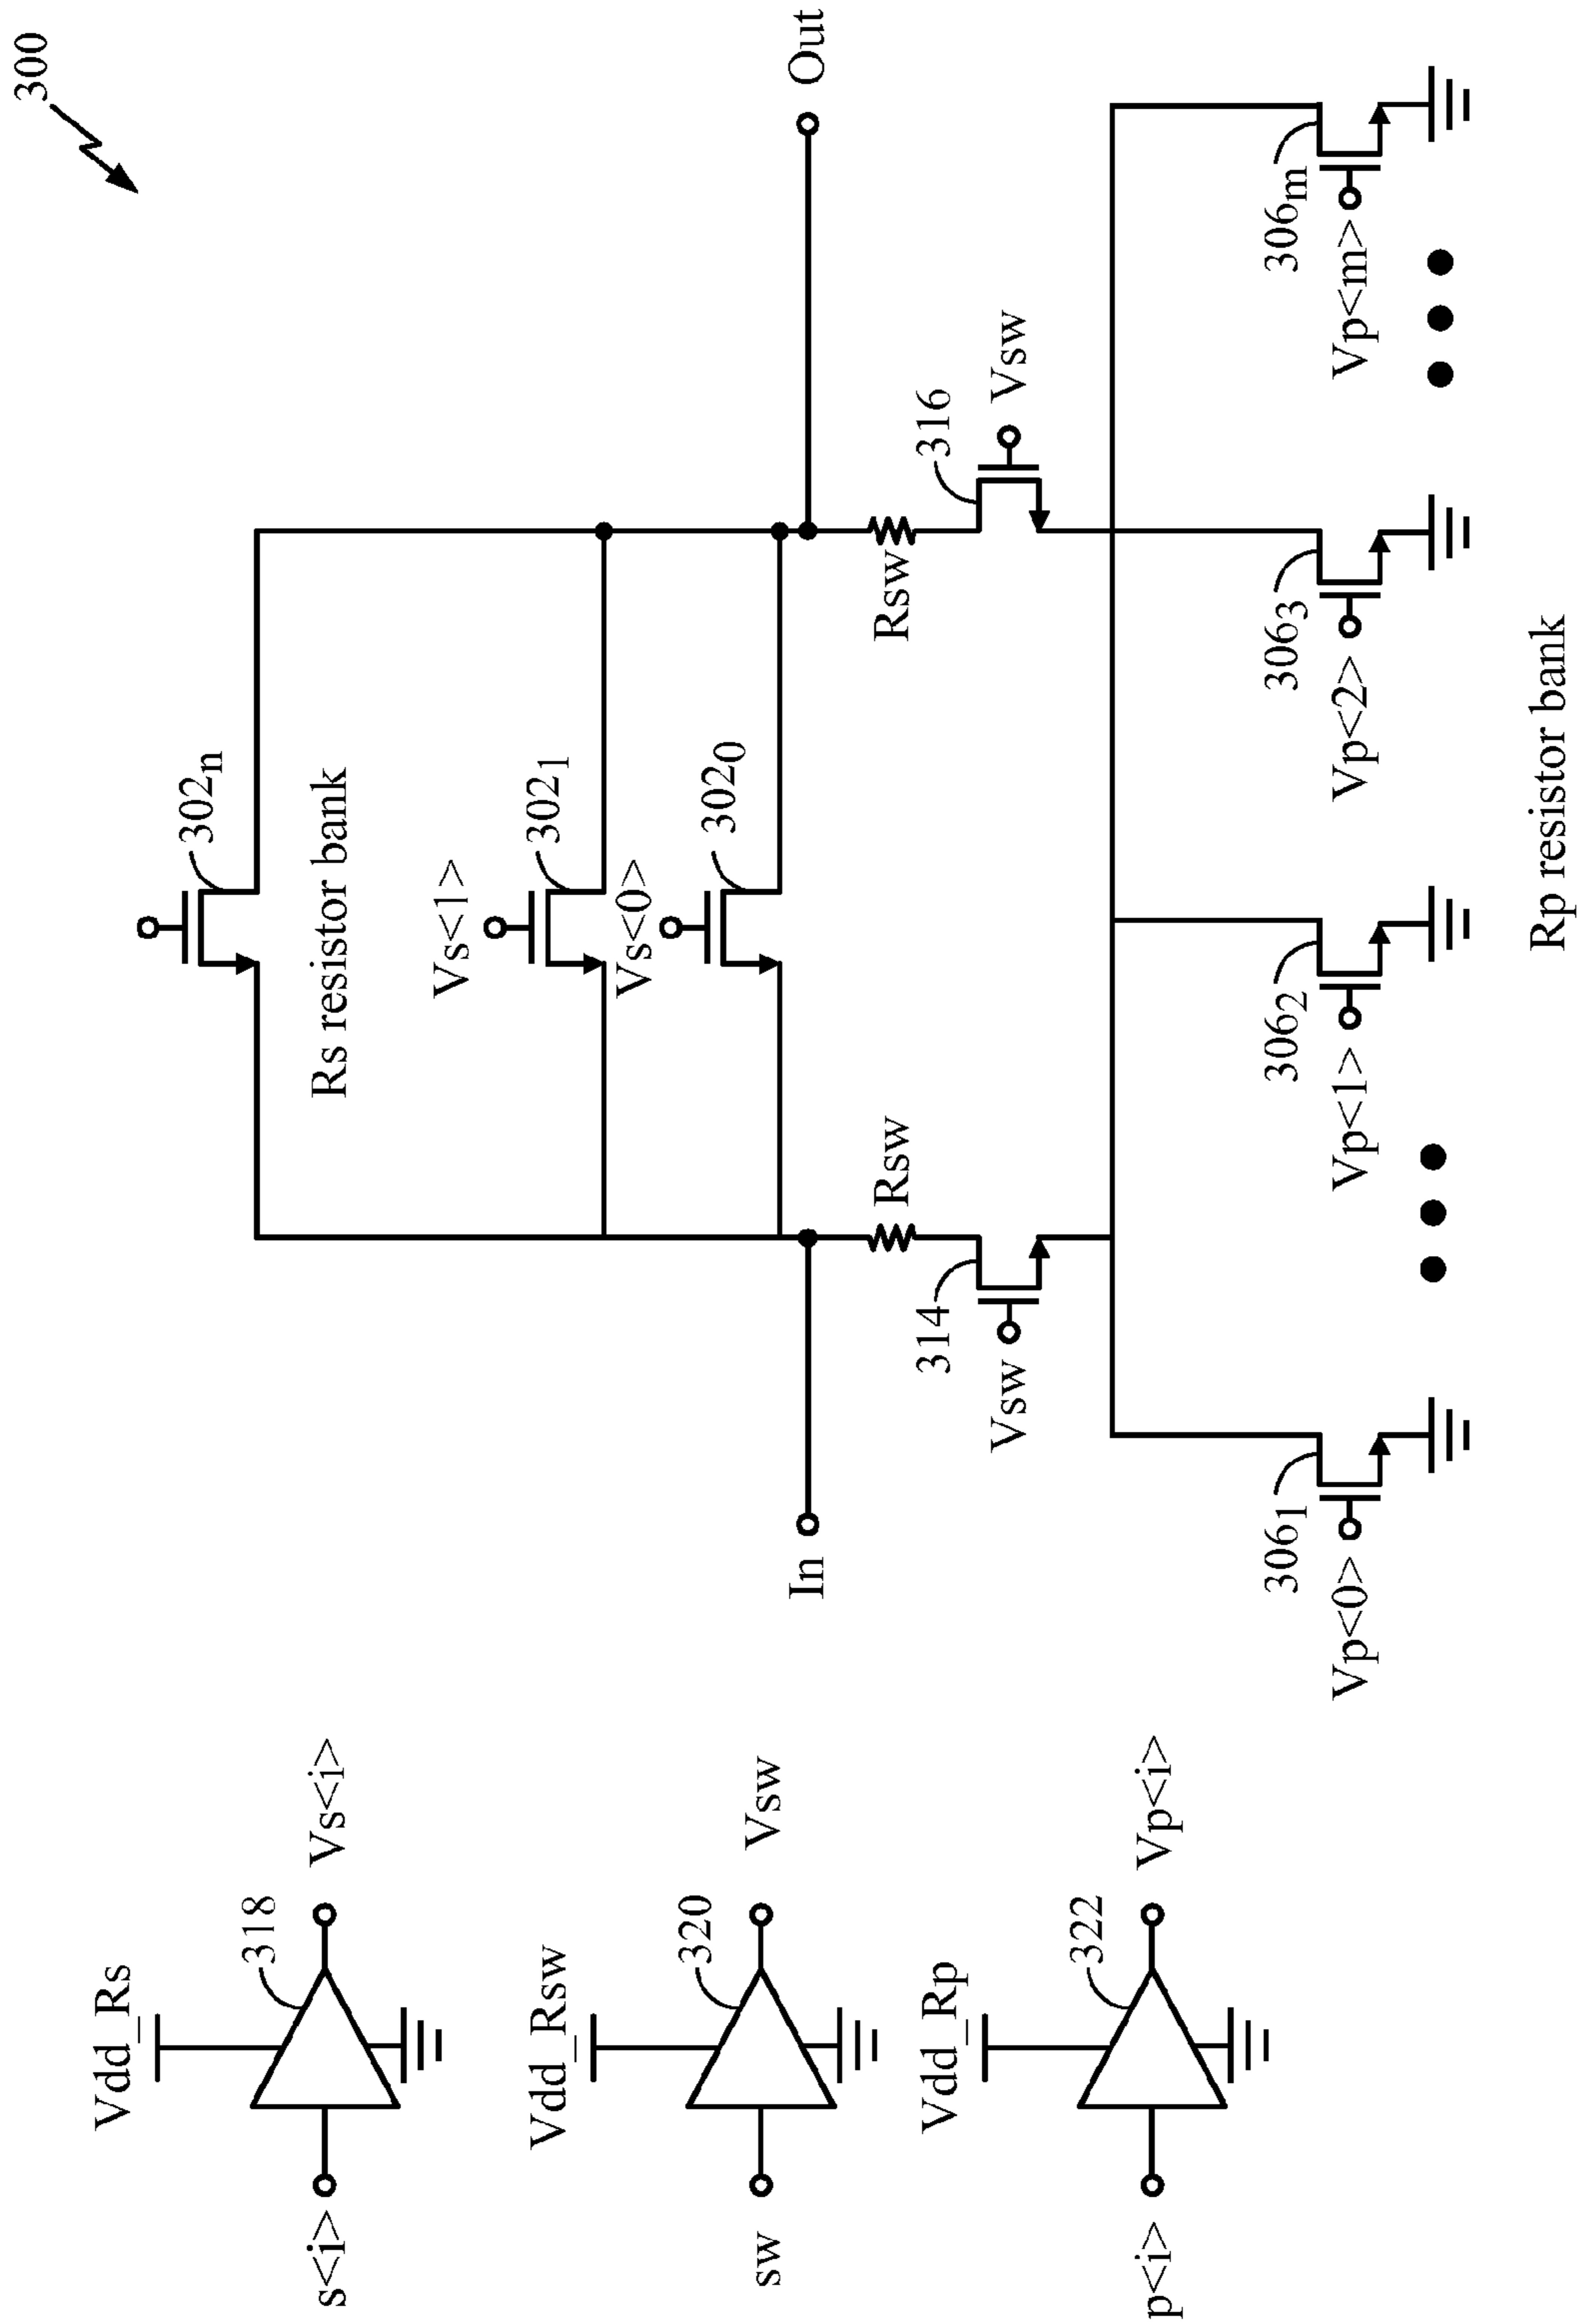 300
Vdd_Rs
318
s<i>
Vs<i>
Vdd_Rsw
320
sw
Vsw
Vdd_Rp
322
p<i>
Vp<i>
302n
Rs resistor bank
Vs<1>
302₁
Vs<0>
302₀
In
Out
Rsw
Rsw
314
Vsw
316
Vsw
306₁
Vp<0>
306₂
Vp<1>
306₃
Vp<2>
306m
Vp<m>
Rp resistor bank